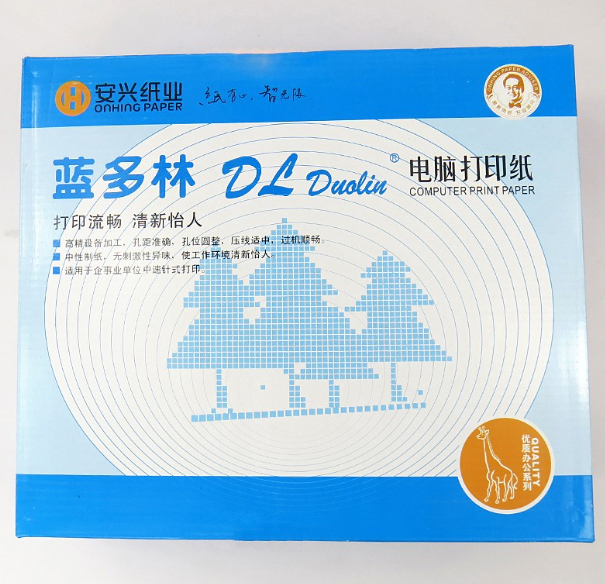 安兴纸业
ONHING PAPER
纸有心，智无限
蓝多林 DL Duolin®
电脑打印纸
COMPUTER PRINT PAPER
打印流畅 清新怡人
高精设备加工，孔距准确，孔位圆整，压线适中，过机顺畅。
中性制纸，无刺激性异味，使工作环境清新怡人。
适用于企事业单位中速针式打印。
QUALITY
优质办公系列